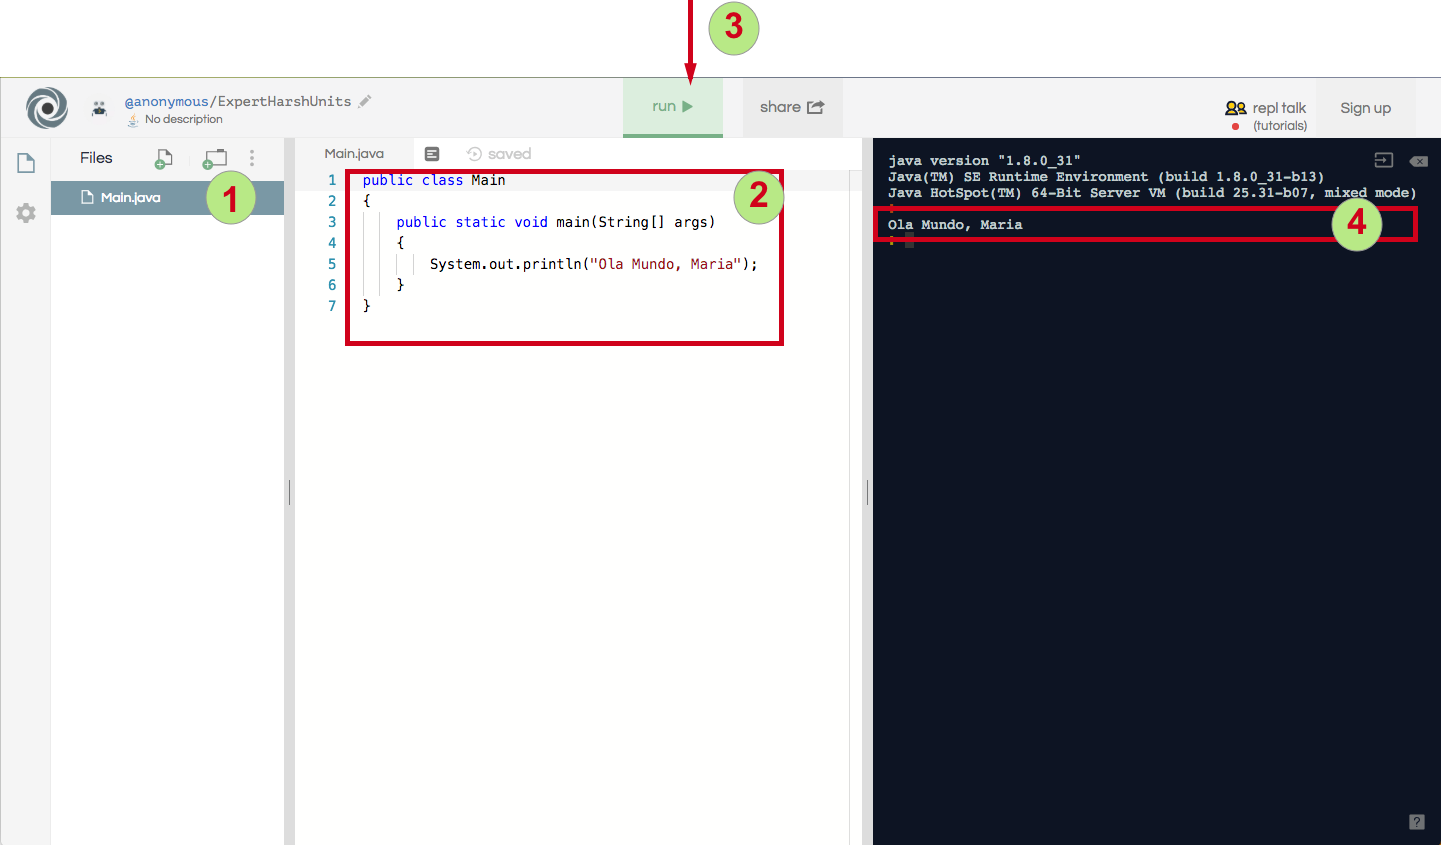 3
@anonymous/ExpertHarshUnits
No description
run
share
repl talk
(tutorials)
Sign up
Files
Main.java
1
Main.java
saved
1 public class Main
2 {
3 public static void main(String[] args)
4 {
5 System.out.println("Ola Mundo, Maria");
6 }
7 }
2
java version "1.8.0_31"
Java(TM) SE Runtime Environment (build 1.8.0_31-b13)
Java HotSpot(TM) 64-Bit Server VM (build 25.31-b07, mixed mode)
Ola Mundo, Maria
4
?